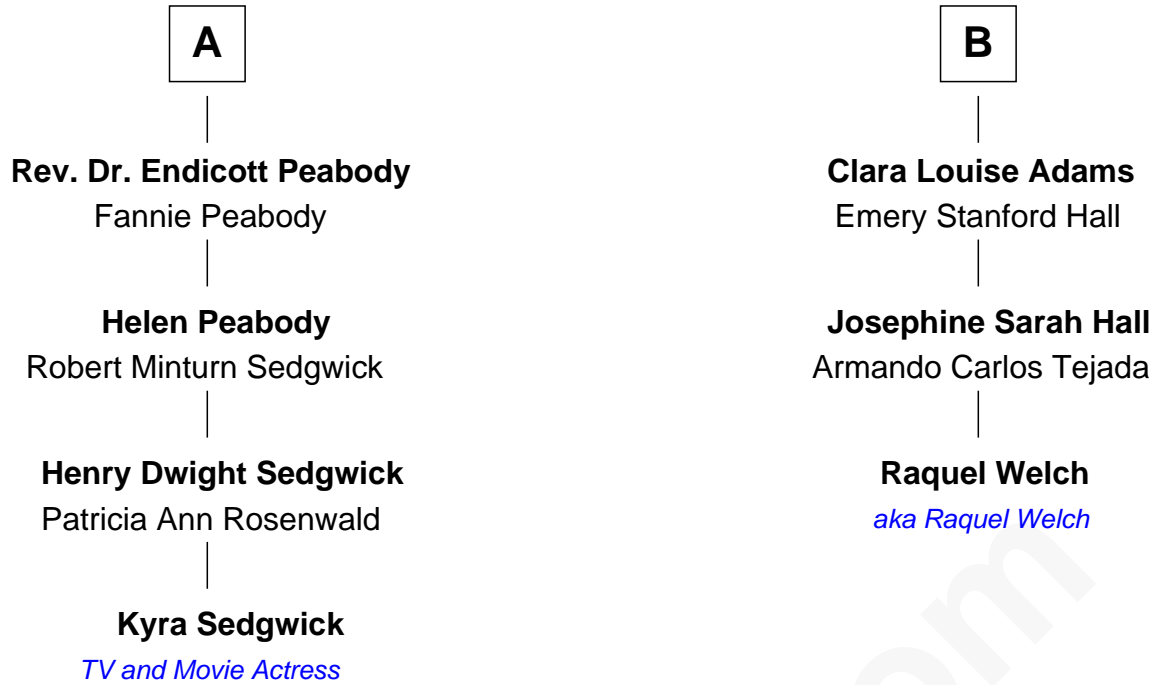 A
Rev. Dr. Endicott Peabody
Fannie Peabody
Helen Peabody
Robert Minturn Sedgwick
Henry Dwight Sedgwick
Patricia Ann Rosenwald
Kyra Sedgwick
TV and Movie Actress
B
Clara Louise Adams
Emery Stanford Hall
Josephine Sarah Hall
Armando Carlos Tejada
Raquel Welch
aka Raquel Welch
om